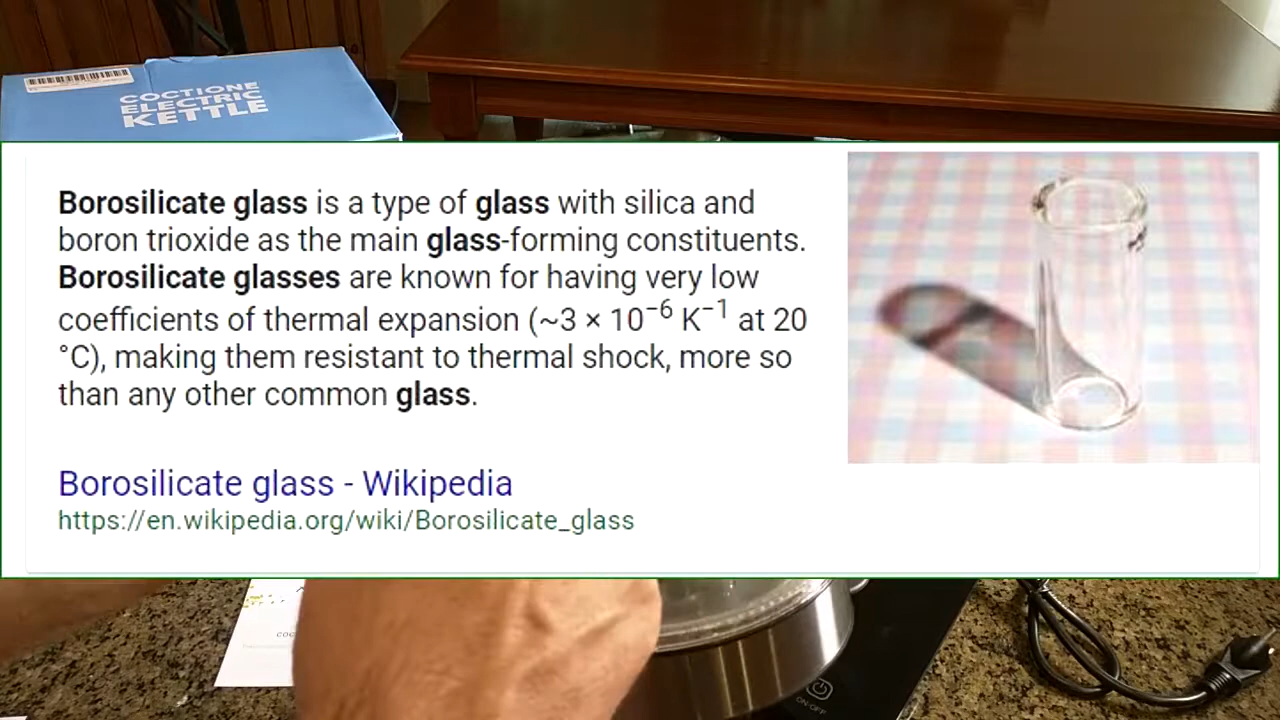 COCTIONE
ELECTRIC
KETTLE
Borosilicate glass is a type of glass with silica and
boron trioxide as the main glass-forming constituents.
Borosilicate glasses are known for having very low
coefficients of thermal expansion (~3 × 10⁻⁶ K⁻¹ at 20
°C), making them resistant to thermal shock, more so
than any other common glass.
Borosilicate glass - Wikipedia
https://en.wikipedia.org/wiki/Borosilicate_glass
ON/OFF